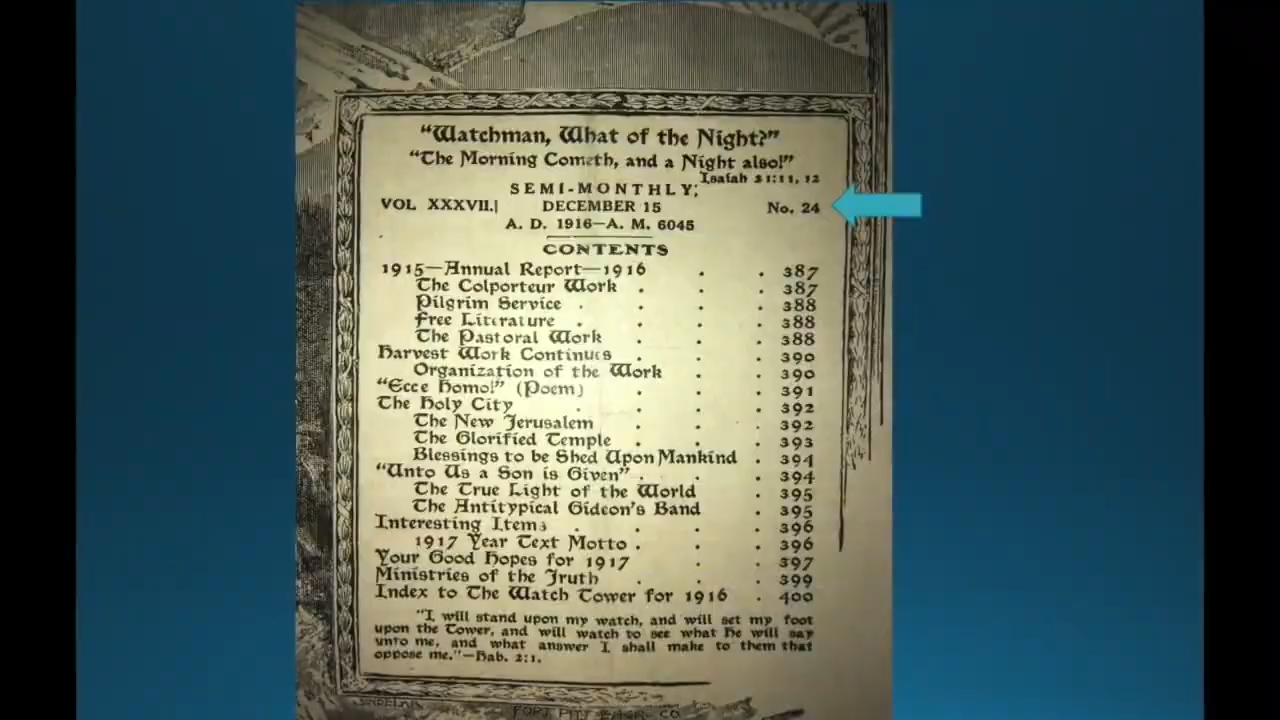 "Watchman, What of the Night?"
"The Morning Cometh, and a Night also!"
Isaiah 21:11, 12
SEMI-MONTHLY;
VOL XXXVII. DECEMBER 15 No. 24
A. D. 1916—A. M. 6045
CONTENTS
1915—Annual Report—1916 . . 387
The Colporteur Work . . . 387
Pilgrim Service . . . . 388
Free Literature . . . . 388
The Pastoral Work . . . 388
Harvest Work Continues . . . 390
Organization of the Work . . 390
"Ecce Homo!" (Poem) . . . 391
The Holy City . . . . 392
The New Jerusalem . . . 392
The Glorified Temple . . . 393
Blessings to be Shed Upon Mankind . 394
"Unto Us a Son is Given" . . . 394
The True Light of the World . 395
The Antitypical Gideon's Band . 395
Interesting Items . . . . 396
1917 Year Text Motto . . . 396
Your Good Hopes for 1917 . . 397
Ministries of the Truth . . . 399
Index to The Watch Tower for 1916 . 400
"I will stand upon my watch, and will set my foot
upon the Tower, and will watch to see what He will say
unto me, and what answer I shall make to them that
oppose me."—Hab. 2:1.
FORT PITT ENGR. CO.